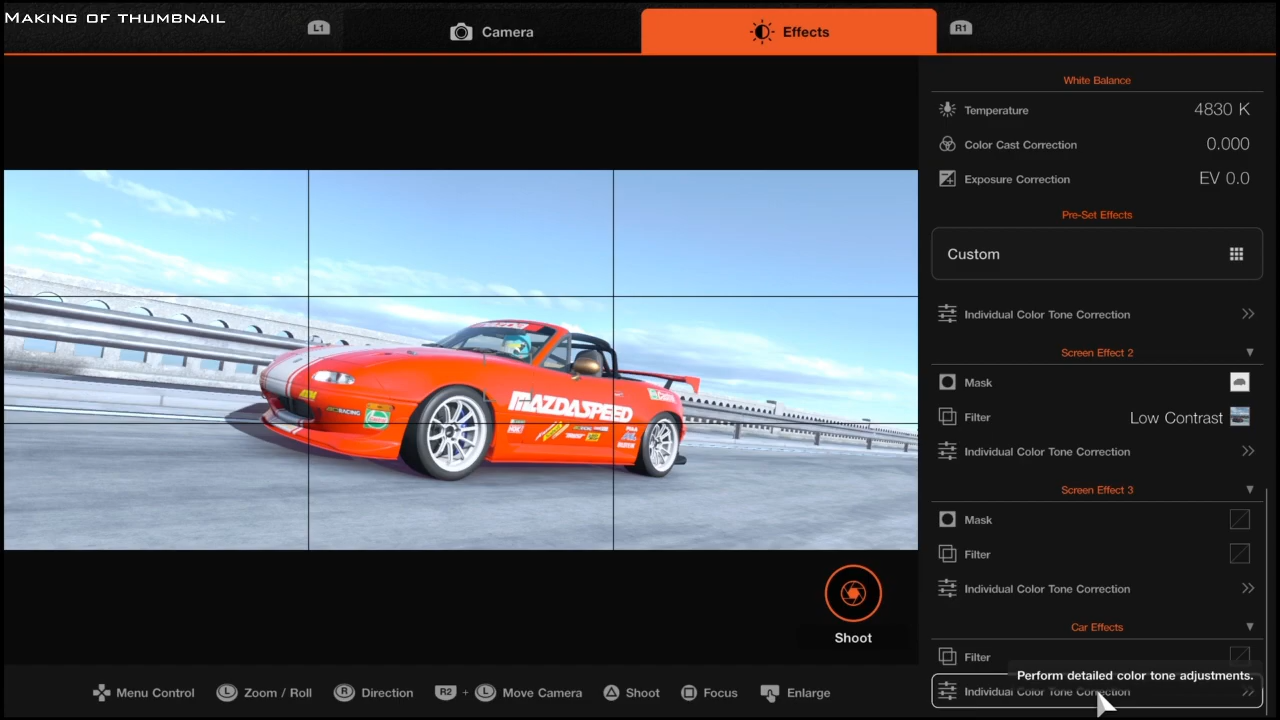 MAKING OF THUMBNAIL
L1
Camera
Effects
R1
White Balance
Temperature 4830 K
Color Cast Correction 0.000
Exposure Correction EV 0.0
Pre-Set Effects
Custom
Individual Color Tone Correction
Screen Effect 2
Mask
Filter Low Contrast
Individual Color Tone Correction
Screen Effect 3
Mask
Filter
Individual Color Tone Correction
Car Effects
Filter
Perform detailed color tone adjustments.
Individual Color Tone Correction
MAZDASPEED
RACING
Shoot
Menu Control
L Zoom / Roll
R Direction
R2 + L Move Camera
Shoot
Focus
Enlarge